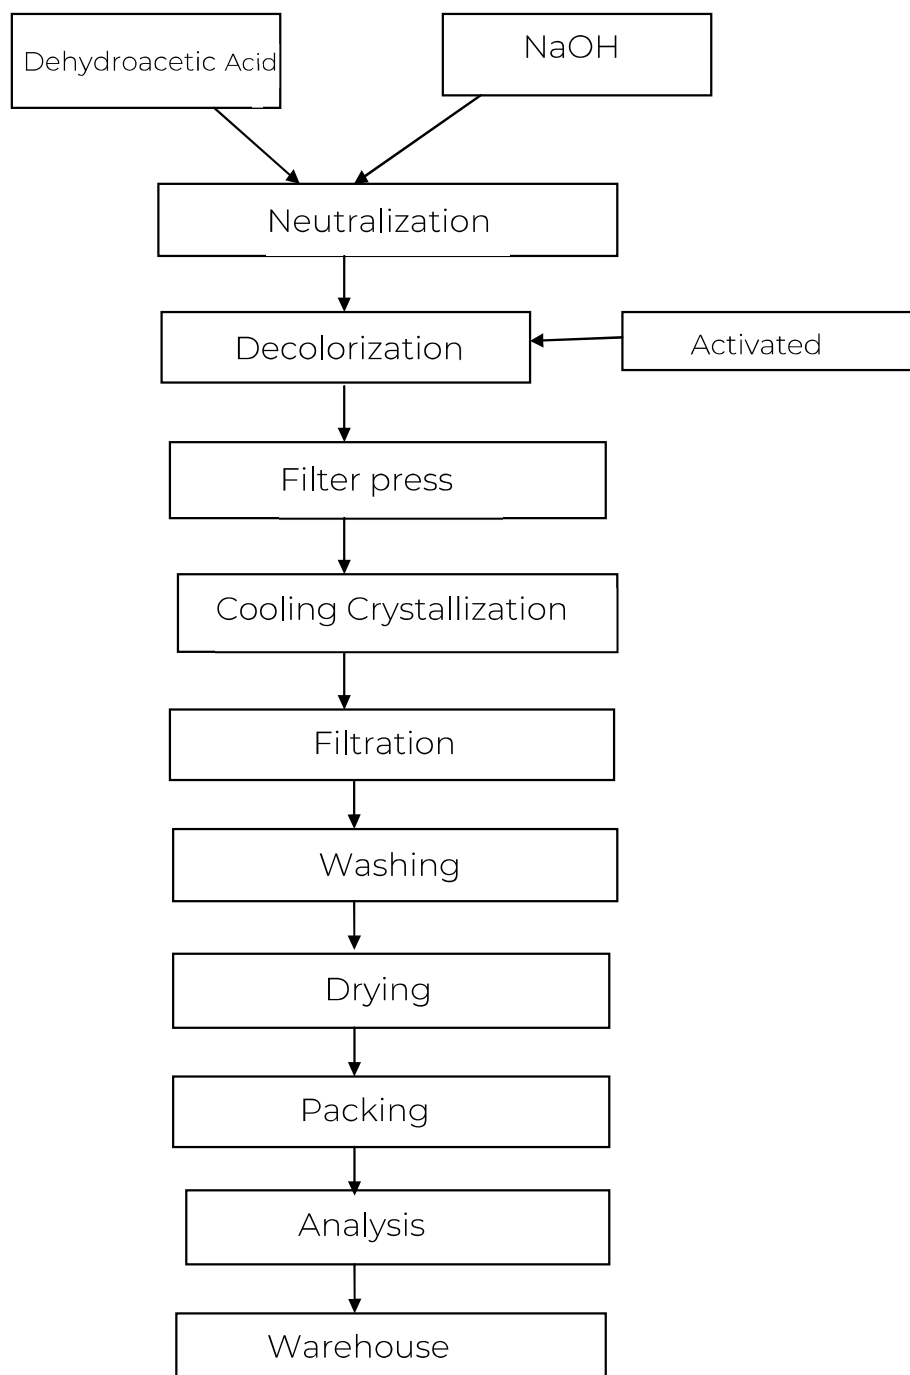 Dehydroacetic Acid
NaOH
Neutralization
Decolorization
Activated
Filter press
Cooling Crystallization
Filtration
Washing
Drying
Packing
Analysis
Warehouse